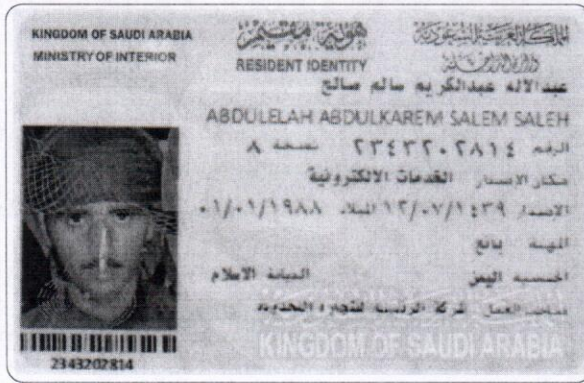 KINGDOM OF SAUDI ARABIA
MINISTRY OF INTERIOR
هوية مقيم
RESIDENT IDENTITY
المملكة العربية السعودية
وزارة الداخلية
عبدالاله عبدالكريم سالم صالح
ABDULELAH ABDULKAREM SALEM SALEH
الرقم ٢٣٤٣٢٠٢٨١٤ نسخة ٨
مكان الاصدار الخدمات الالكترونية
الاصدار ١٢/٠٧/١٤٣٩ الميلاد ٠١/٠١/١٩٨٨
المهنة بائع
الجنسية اليمن الديانة الاسلام
صاحب العمل شركة للتجارة المحدودة
KINGDOM OF SAUDI ARABIA
2343202814